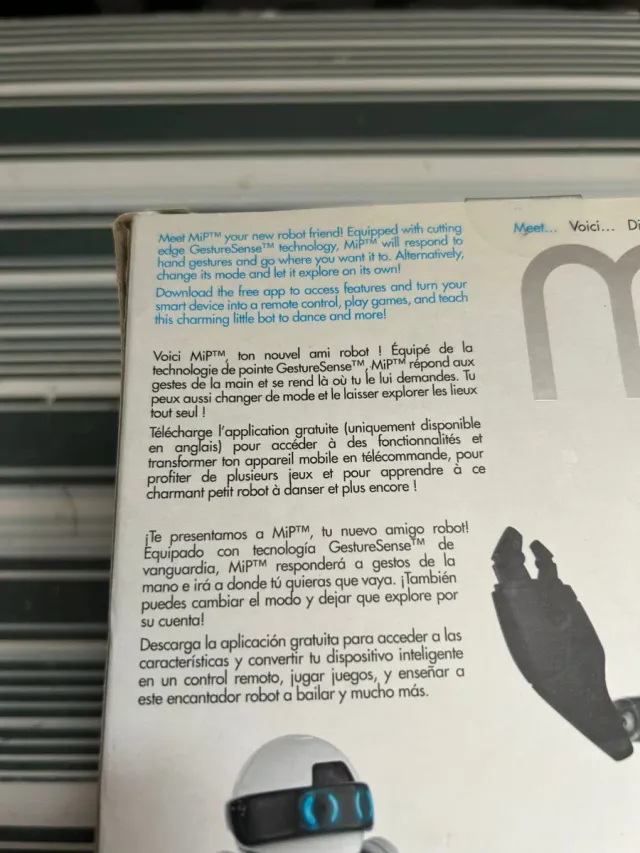 Meet MiP™ your new robot friend! Equipped with cutting
edge GestureSense™ technology, MiP™ will respond to
hand gestures and go where you want it to. Alternatively,
change its mode and let it explore on its own!
Download the free app to access features and turn your
smart device into a remote control, play games, and teach
this charming little bot to dance and more!
Voici MiP™, ton nouvel ami robot ! Équipé de la
technologie de pointe GestureSense™, MiP™ répond aux
gestes de la main et se rend là où tu le lui demandes. Tu
peux aussi changer de mode et le laisser explorer les lieux
tout seul !
Télécharge l'application gratuite (uniquement disponible
en anglais) pour accéder à des fonctionnalités et
transformer ton appareil mobile en télécommande, pour
profiter de plusieurs jeux et pour apprendre à ce
charmant petit robot à danser et plus encore !
¡Te presentamos a MiP™, tu nuevo amigo robot!
Equipado con tecnología GestureSense™ de
vanguardia, MiP™ responderá a gestos de la
mano e irá a donde tú quieras que vaya. ¡También
puedes cambiar el modo y dejar que explore por
su cuenta!
Descarga la aplicación gratuita para acceder a las
características y convertir tu dispositivo inteligente
en un control remoto, jugar juegos, y enseñar a
este encantador robot a bailar y mucho más.
Meet... Voici...